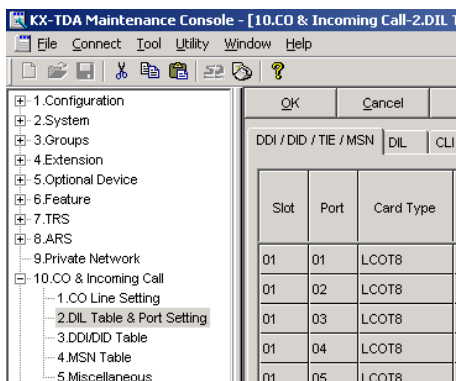 KX-TDA Maintenance Console - [10.CO & Incoming Call-2.DIL
File Connect Tool Utility Window Help
1.Configuration
2.System
3.Groups
4.Extension
5.Optional Device
6.Feature
7.TRS
8.ARS
9.Private Network
10.CO & Incoming Call
1.CO Line Setting
2.DIL Table & Port Setting
3.DDI/DID Table
4.MSN Table
5.Miscellaneous
OK Cancel
DDI / DID / TIE / MSN DIL CLI
Slot Port Card Type
01 01 LCOT8
01 02 LCOT8
01 03 LCOT8
01 04 LCOT8
01 05 LCOT8